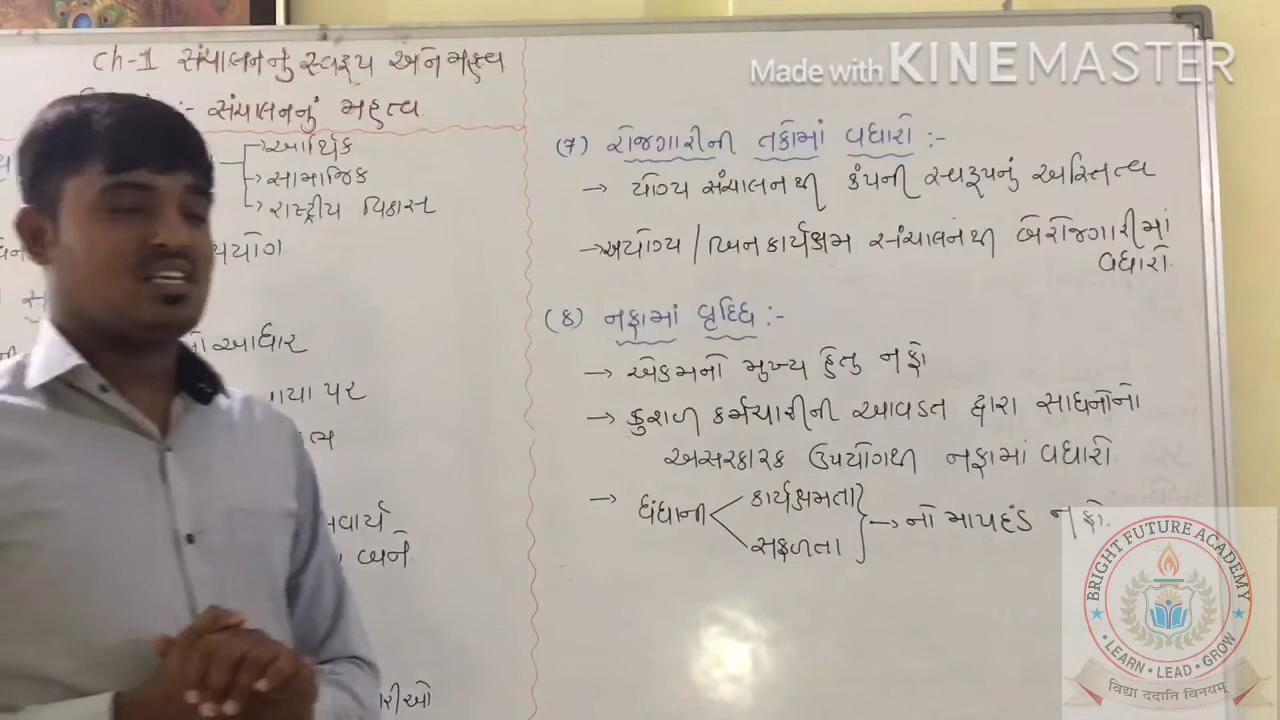 ch-1 સંચાલનનું સ્વરૂપ અને મહત્ત્વ
:- સંચાલનનું મહત્વ.
→ આર્થિક
→ સામાજિક
→ રાષ્ટ્રીય વિકાસ
આધાર
પર
વાર્ય
બને.
(7) રોજગારીની તકોમાં વધારો :-
→ યોગ્ય સંચાલનથી કંપની સ્વરૂપનું અસ્તિત્વ
→ અયોગ્ય / બિનકાર્યક્ષમ સંચાલનથી બેરોજગારીમાં
વધારો.
(8) નફામાં વૃદ્ધિ :-
→ એકમનો મુખ્ય હેતુ નફો
→ કુશળ કર્મચારીની આવડત દ્વારા સાધનોનો
અસરકારક ઉપયોગથી નફામાં વધારો
→ ધંધાની કાર્યક્ષમતા
સફળતા → નો માપદંડ નફો.
Made with KINEMASTER
BRIGHT FUTURE ACADEMY
• LEARN • LEAD • GROW •
विद्या ददाति विनयम्